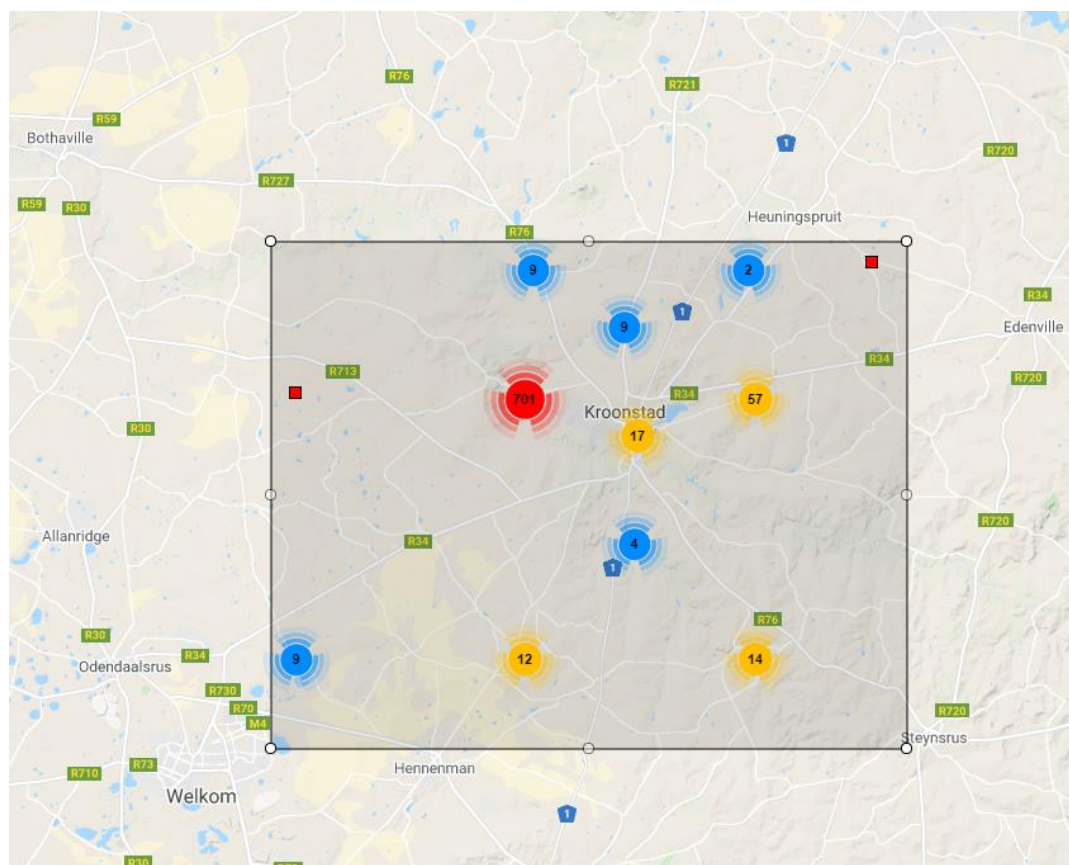 R76
R721
R59
Bothaville
1
R720
R727
R59
R30
Heuningspruit
R76
9
2
R34
1
9
Edenville
R34
R713
R720
R34
701
57
Kroonstad
R30
17
R720
Allanridge
R34
4
1
R76
R30
R34
9
12
14
Odendaalsrus
R730
R70
R720
M4
Steynsrus
R73
Hennenman
R710
Welkom
1
R30